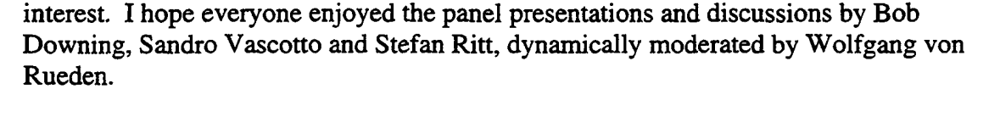 interest.  I hope everyone enjoyed the panel presentations and discussions by Bob
Downing, Sandro Vascotto and Stefan Ritt, dynamically moderated by Wolfgang von
Rueden.